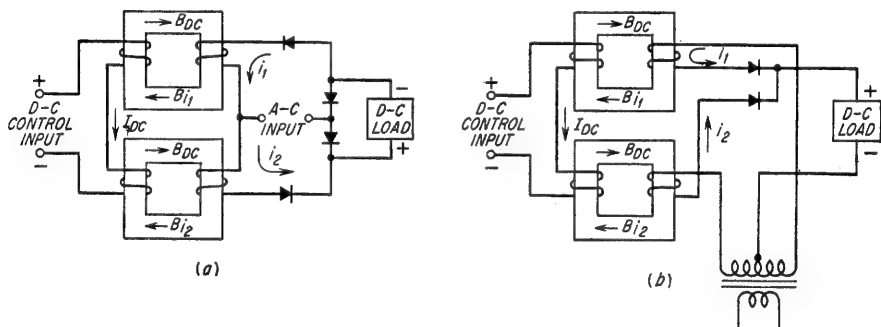 B_DC
i_1
B_i1
+
D-C
CONTROL
INPUT
−
I_DC
A-C
INPUT
−
D-C
LOAD
+
B_DC
i_2
B_i2
(a)
B_DC
i_1
B_i1
+
D-C
CONTROL
INPUT
−
I_DC
i_2
+
D-C
LOAD
−
B_DC
B_i2
(b)